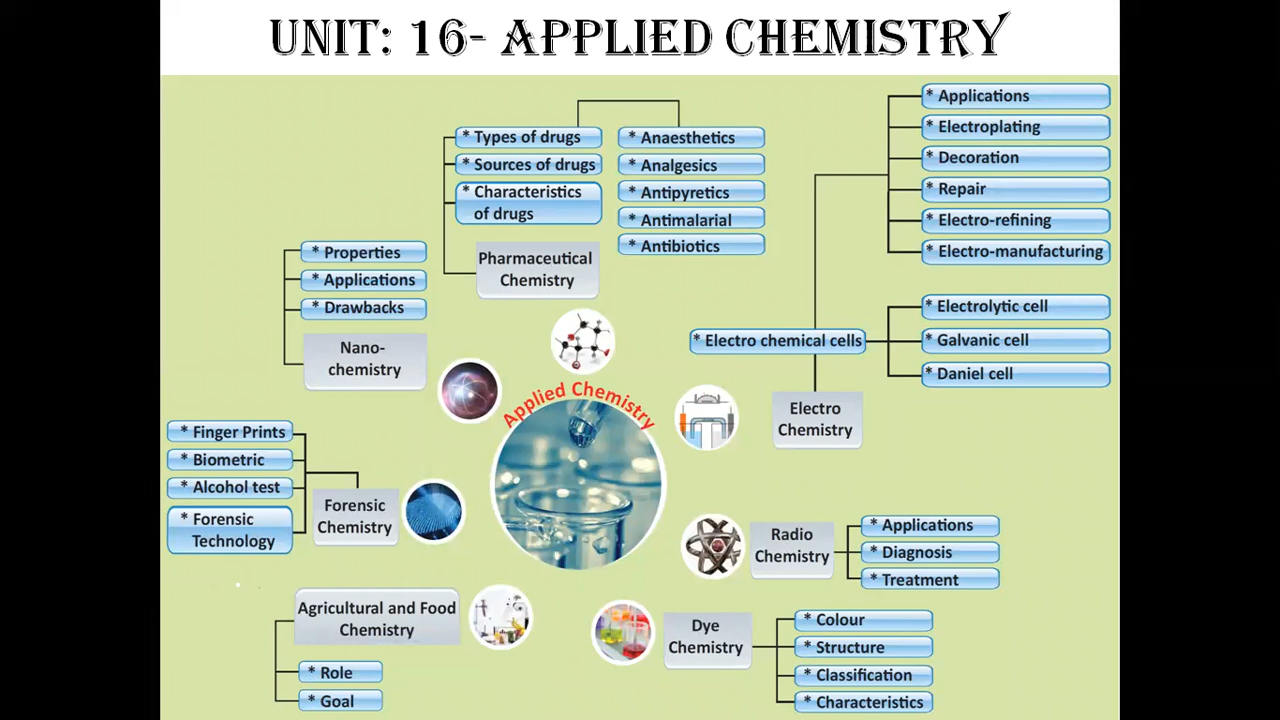 UNIT: 16- APPLIED CHEMISTRY
* Types of drugs
* Sources of drugs
* Characteristics
of drugs
Pharmaceutical
Chemistry
* Anaesthetics
* Analgesics
* Antipyretics
* Antimalarial
* Antibiotics
* Applications
* Electroplating
* Decoration
* Repair
* Electro-refining
* Electro-manufacturing
* Electro chemical cells
* Electrolytic cell
* Galvanic cell
* Daniel cell
Electro
Chemistry
* Properties
* Applications
* Drawbacks
Nano-
chemistry
Applied Chemistry
* Finger Prints
* Biometric
* Alcohol test
* Forensic
Technology
Forensic
Chemistry
Radio
Chemistry
* Applications
* Diagnosis
* Treatment
Agricultural and Food
Chemistry
* Role
* Goal
Dye
Chemistry
* Colour
* Structure
* Classification
* Characteristics